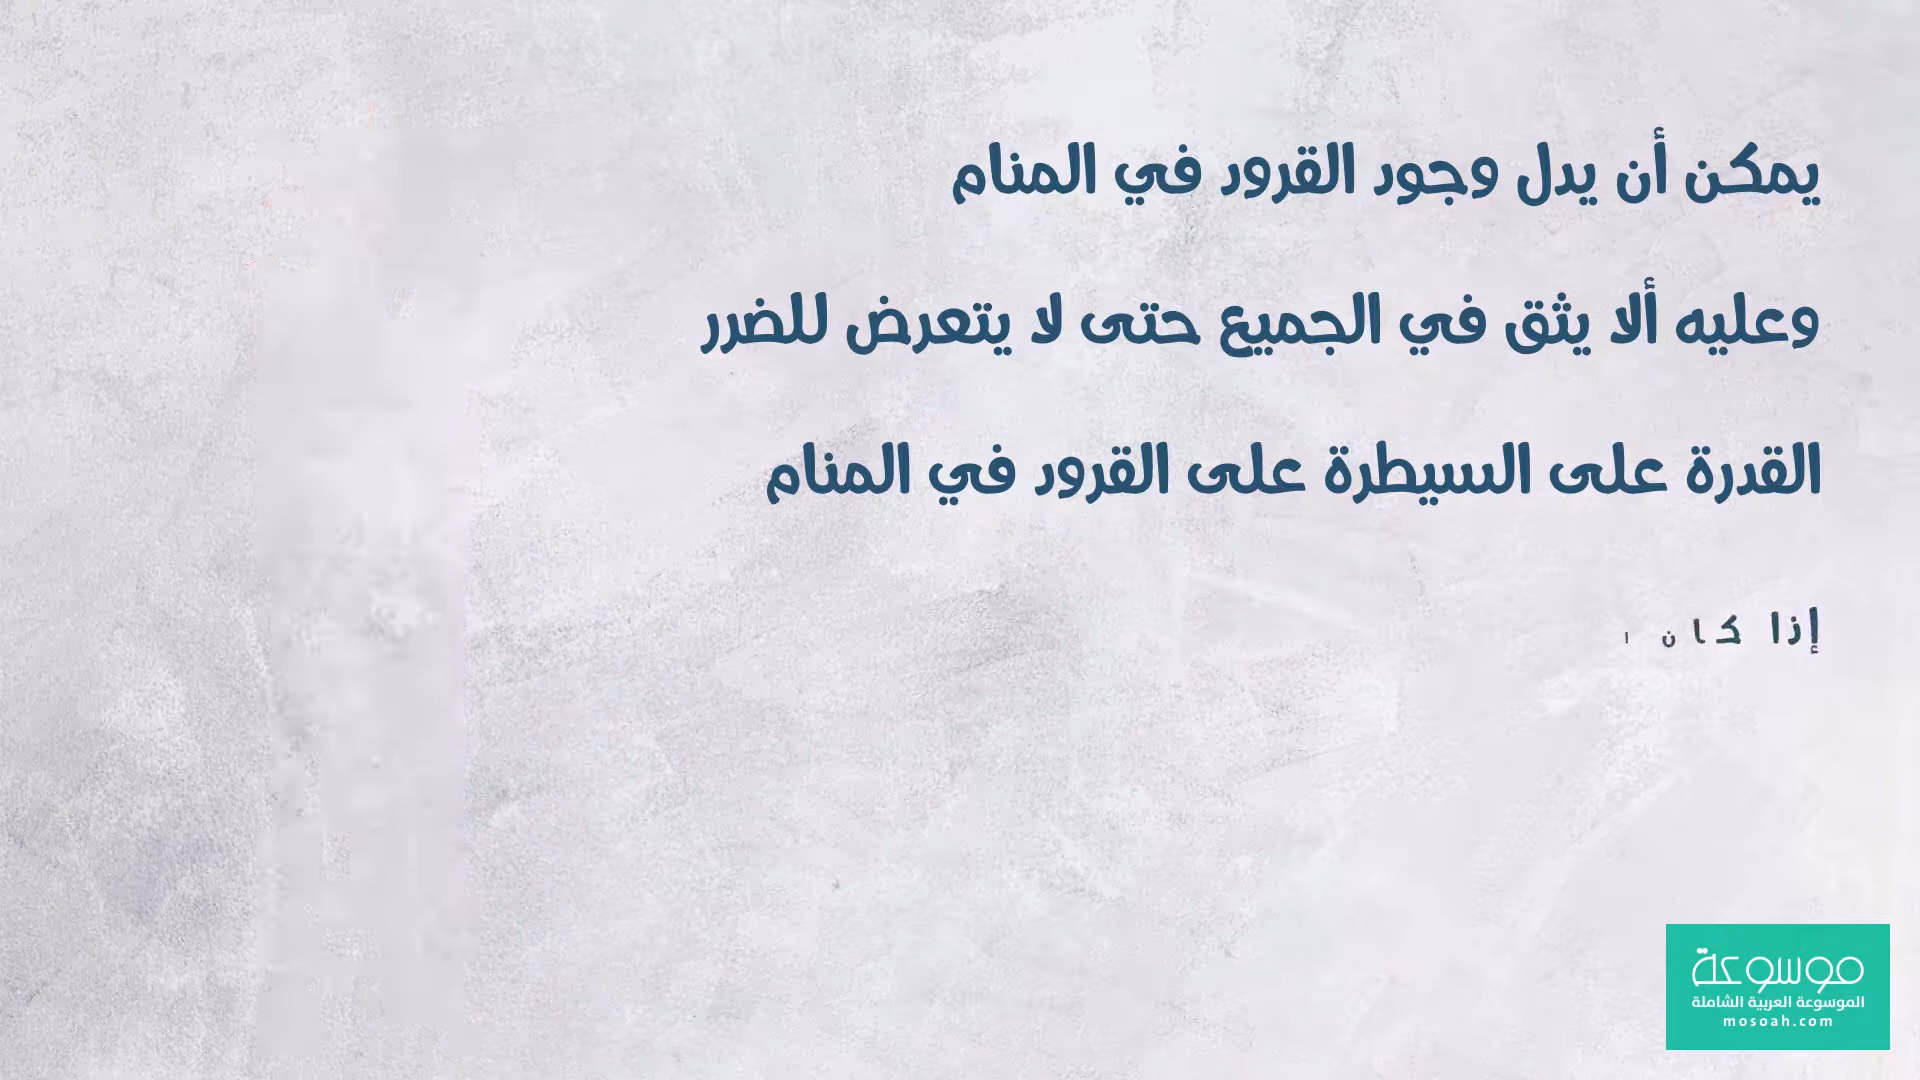 يمكن أن يدل وجود القرود في المنام
وعليه ألا يثق في الجميع حتى لا يتعرض للضرر
القدرة على السيطرة على القرود في المنام
إذا كان ا
موسوعة
الموسوعة العربية الشاملة
mosoah.com